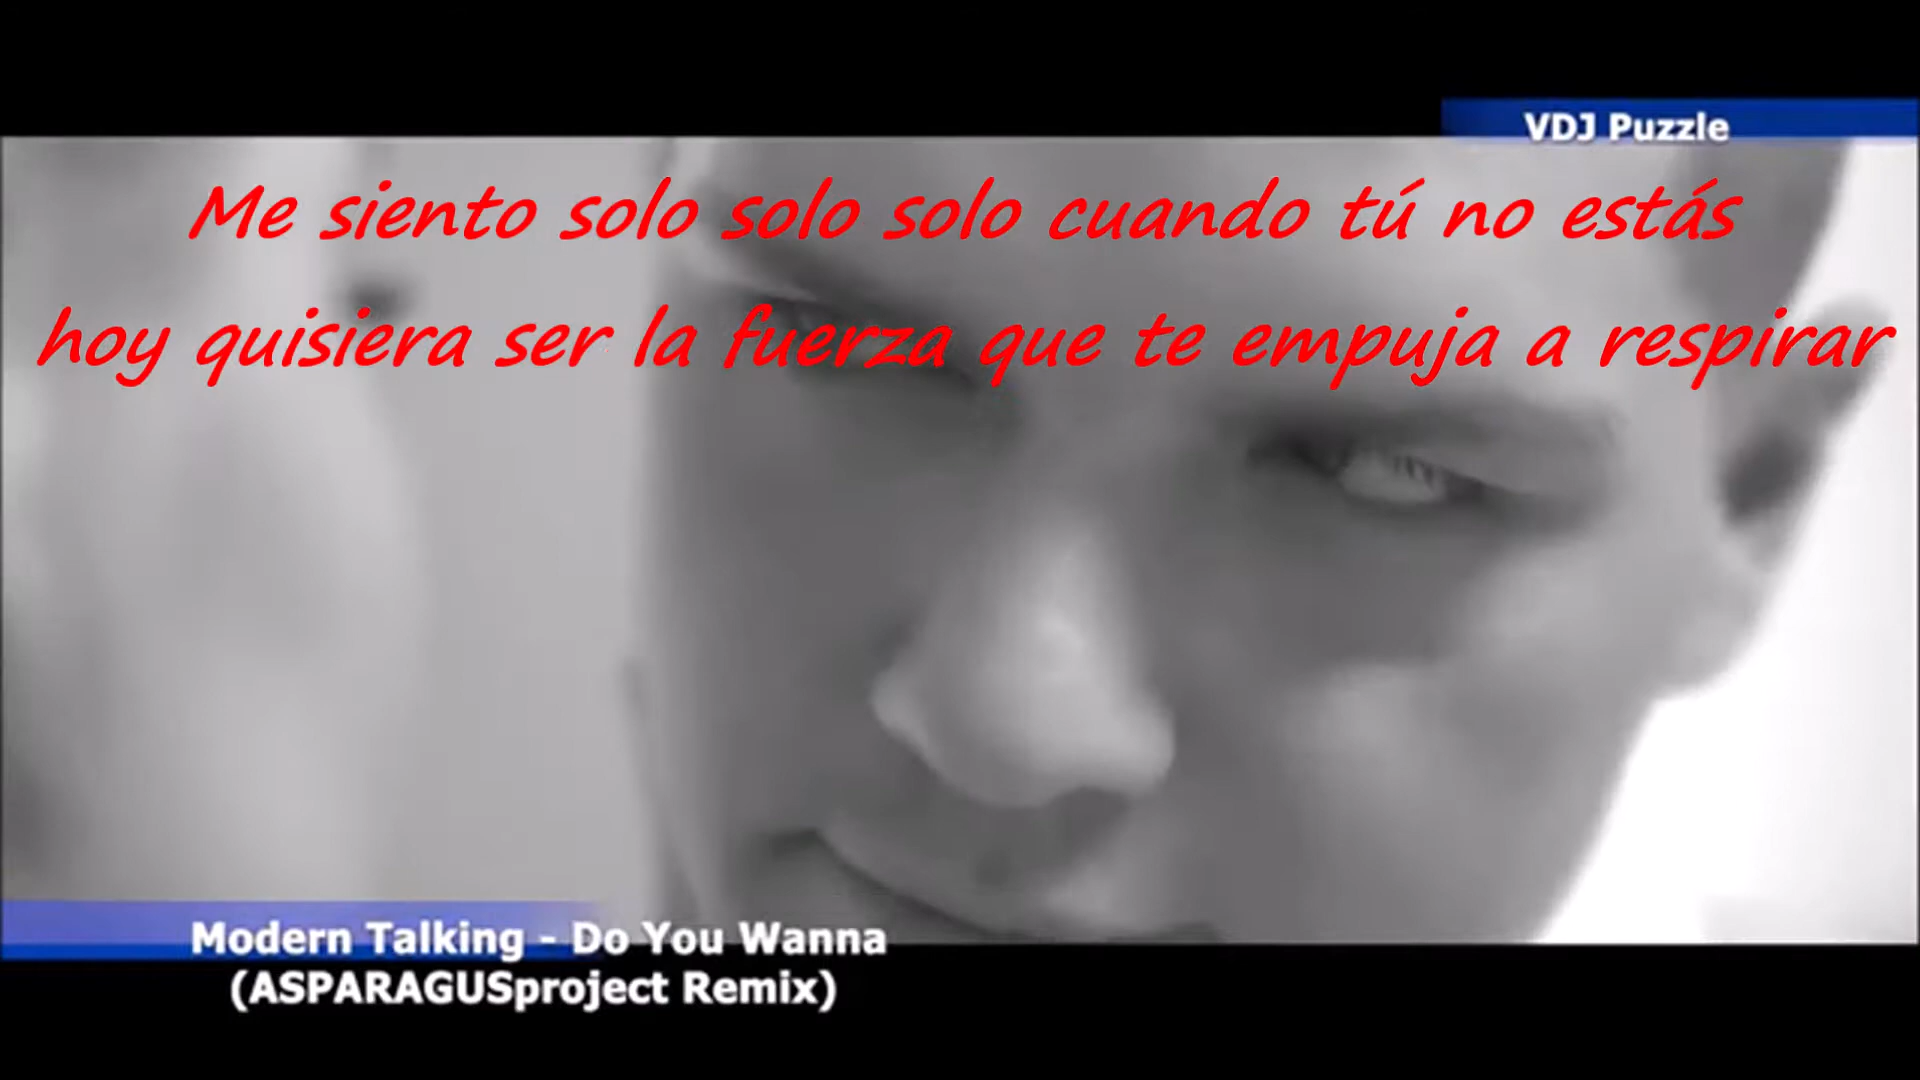 VDJ Puzzle
Me siento solo solo solo cuando tú no estás
hoy quisiera ser la fuerza que te empuja a respirar
Modern Talking - Do You Wanna
(ASPARAGUSproject Remix)